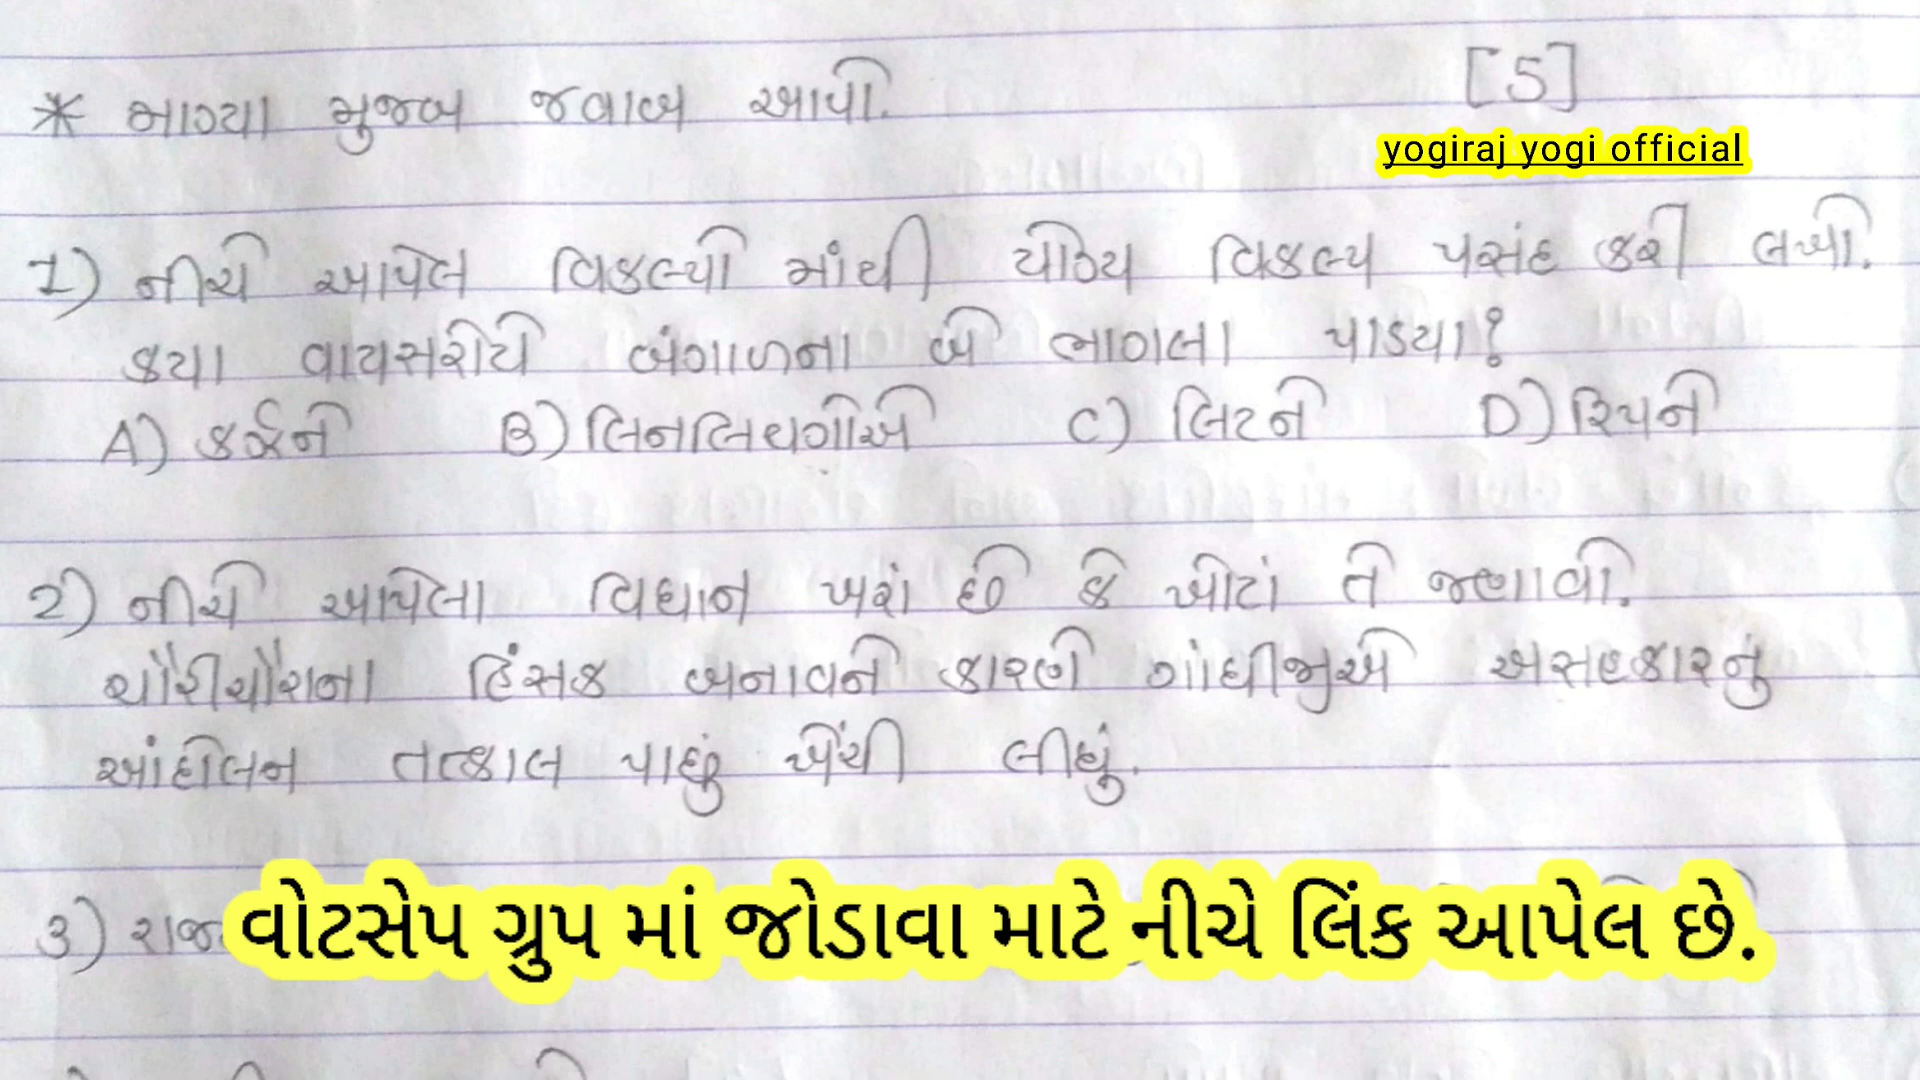 * માગ્યા મુજબ જવાબ આપો. [5]
yogiraj yogi official
1) નીચે આપેલ વિકલ્પો માંથી યોગ્ય વિકલ્પ પસંદ કરી લખો.
કયા વાયસરોયે બંગાળના બે ભાગલા પાડયા?
A) કર્ઝને B) લિનલિથગોએ C) લિટને D) રિપને
2) નીચે આપેલા વિધાન ખરાં છે કે ખોટાં તે જણાવો.
ચૌરીચૌરાના હિંસક બનાવને કારણે ગાંધીજીએ અસહકારનું
આંદોલન તત્કાલ પાછું ખેંચી લીધું.
3)
વોટસેપ ગ્રુપ માં જોડાવા માટે નીચે લિંક આપેલ છે.